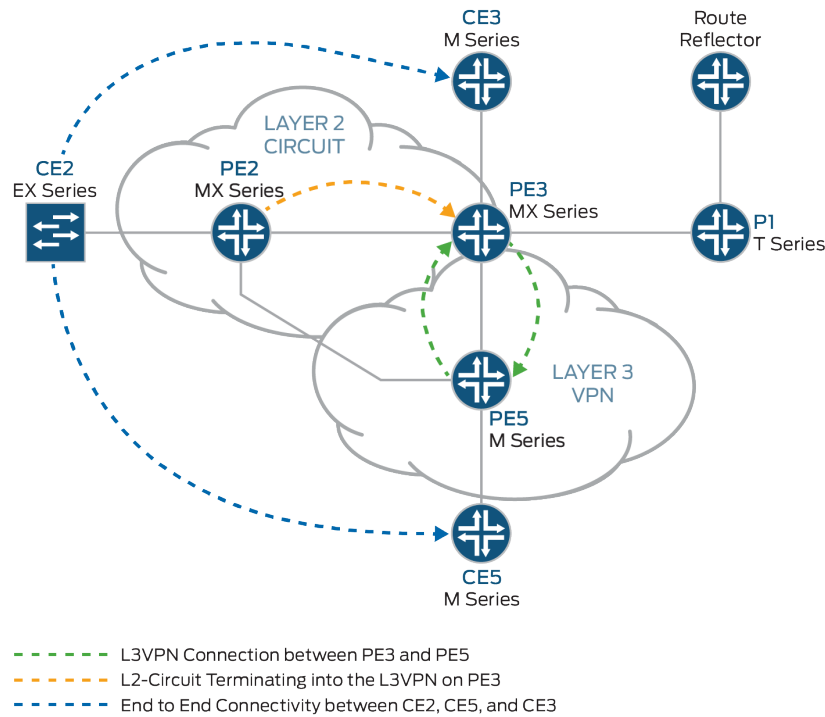 CE3
M Series
Route
Reflector
LAYER 2
CIRCUIT
CE2
EX Series
PE2
MX Series
PE3
MX Series
P1
T Series
LAYER 3
VPN
PE5
M Series
CE5
M Series
L3VPN Connection between PE3 and PE5
L2-Circuit Terminating into the L3VPN on PE3
End to End Connectivity between CE2, CE5, and CE3